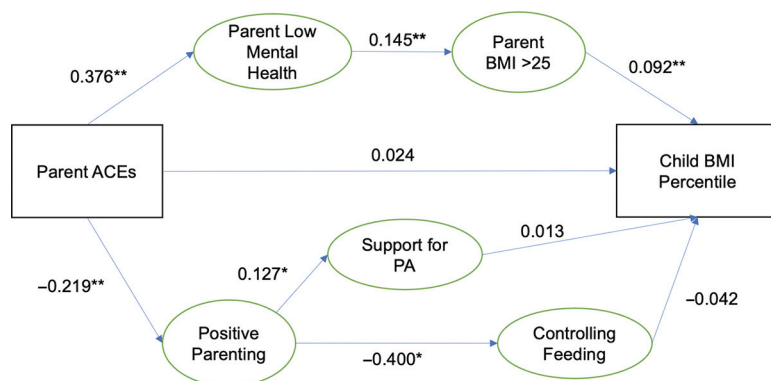 Parent Low
Mental
Health
0.145**
Parent
BMI >25
0.376**
0.092**
Parent ACEs
0.024
Child BMI
Percentile
Support for
PA
0.013
−0.219**
0.127*
−0.042
Positive
Parenting
−0.400*
Controlling
Feeding